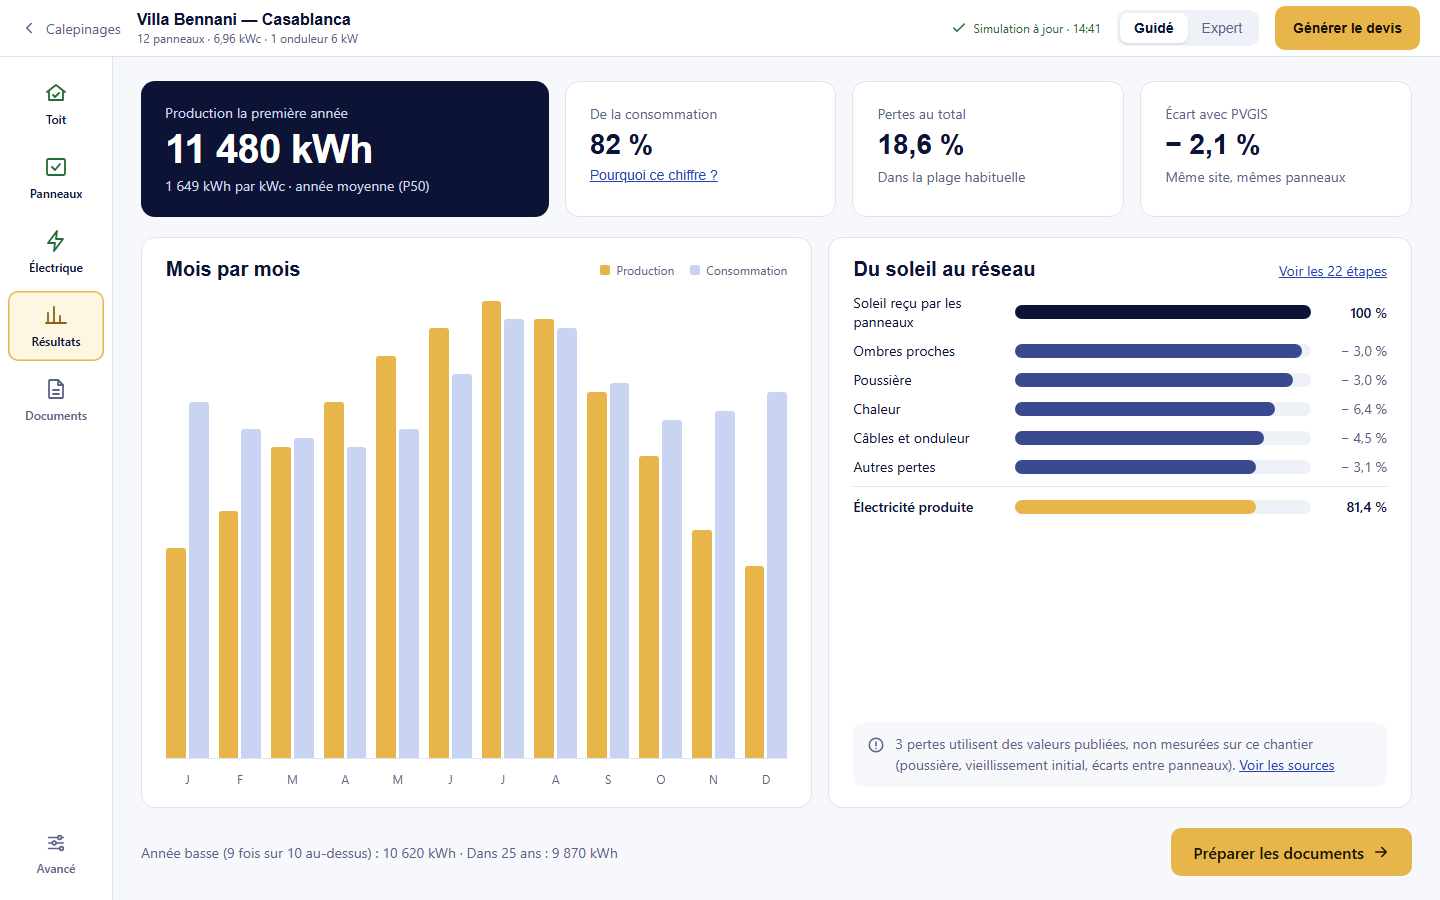 Calepinages
Villa Bennani — Casablanca
12 panneaux · 6,96 kWc · 1 onduleur 6 kW
Simulation à jour · 14:41
Guidé
Expert
Générer le devis
Toit
Panneaux
Électrique
Résultats
Documents
Avancé
Production la première année
11 480 kWh
1 649 kWh par kWc · année moyenne (P50)
De la consommation
82 %
Pourquoi ce chiffre ?
Pertes au total
18,6 %
Dans la plage habituelle
Écart avec PVGIS
− 2,1 %
Même site, mêmes panneaux
Mois par mois
Production
Consommation
J F M A M J J A S O N D
Du soleil au réseau
Voir les 22 étapes
Soleil reçu par les
panneaux
100 %
Ombres proches − 3,0 %
Poussière − 3,0 %
Chaleur − 6,4 %
Câbles et onduleur − 4,5 %
Autres pertes − 3,1 %
Électricité produite 81,4 %
3 pertes utilisent des valeurs publiées, non mesurées sur ce chantier
(poussière, vieillissement initial, écarts entre panneaux). Voir les sources
Année basse (9 fois sur 10 au-dessus) : 10 620 kWh · Dans 25 ans : 9 870 kWh
Préparer les documents